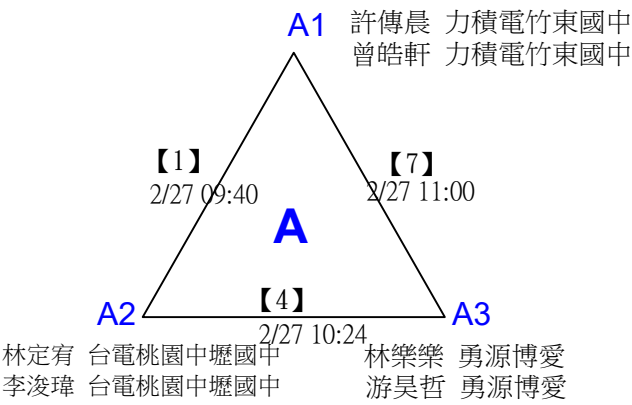 A1 許傳晨 力積電竹東國中
曾皓軒 力積電竹東國中
【1】
2/27 09:40
【7】
2/27 11:00
A
【4】
2/27 10:24
A2
A3
林定宥 台電桃園中壢國中
李浚瑋 台電桃園中壢國中
林樂樂 勇源博愛
游昊哲 勇源博愛